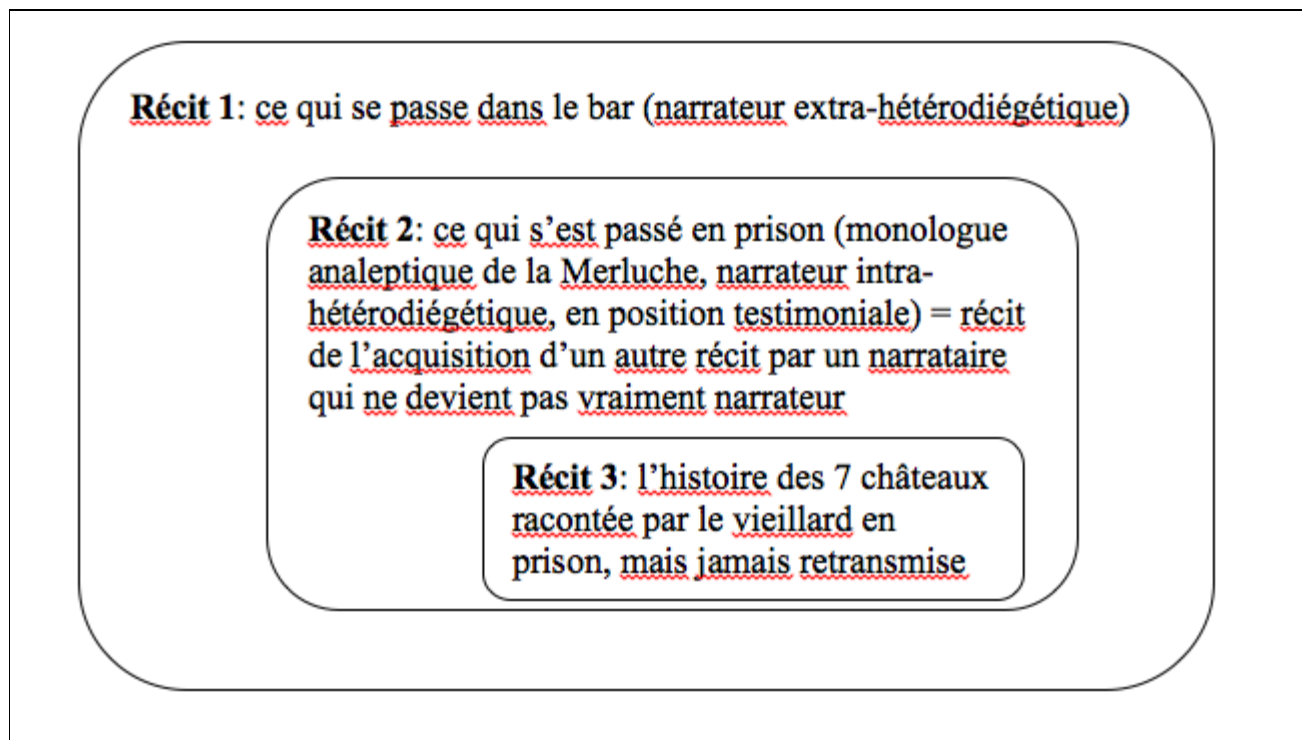 Récit 1: ce qui se passe dans le bar (narrateur extra-hétérodiégétique)
Récit 2: ce qui s’est passé en prison (monologue
analeptique de la Merluche, narrateur intra-
hétérodiégétique, en position testimoniale) = récit
de l’acquisition d’un autre récit par un narrataire
qui ne devient pas vraiment narrateur
Récit 3: l’histoire des 7 châteaux
racontée par le vieillard en
prison, mais jamais retransmise